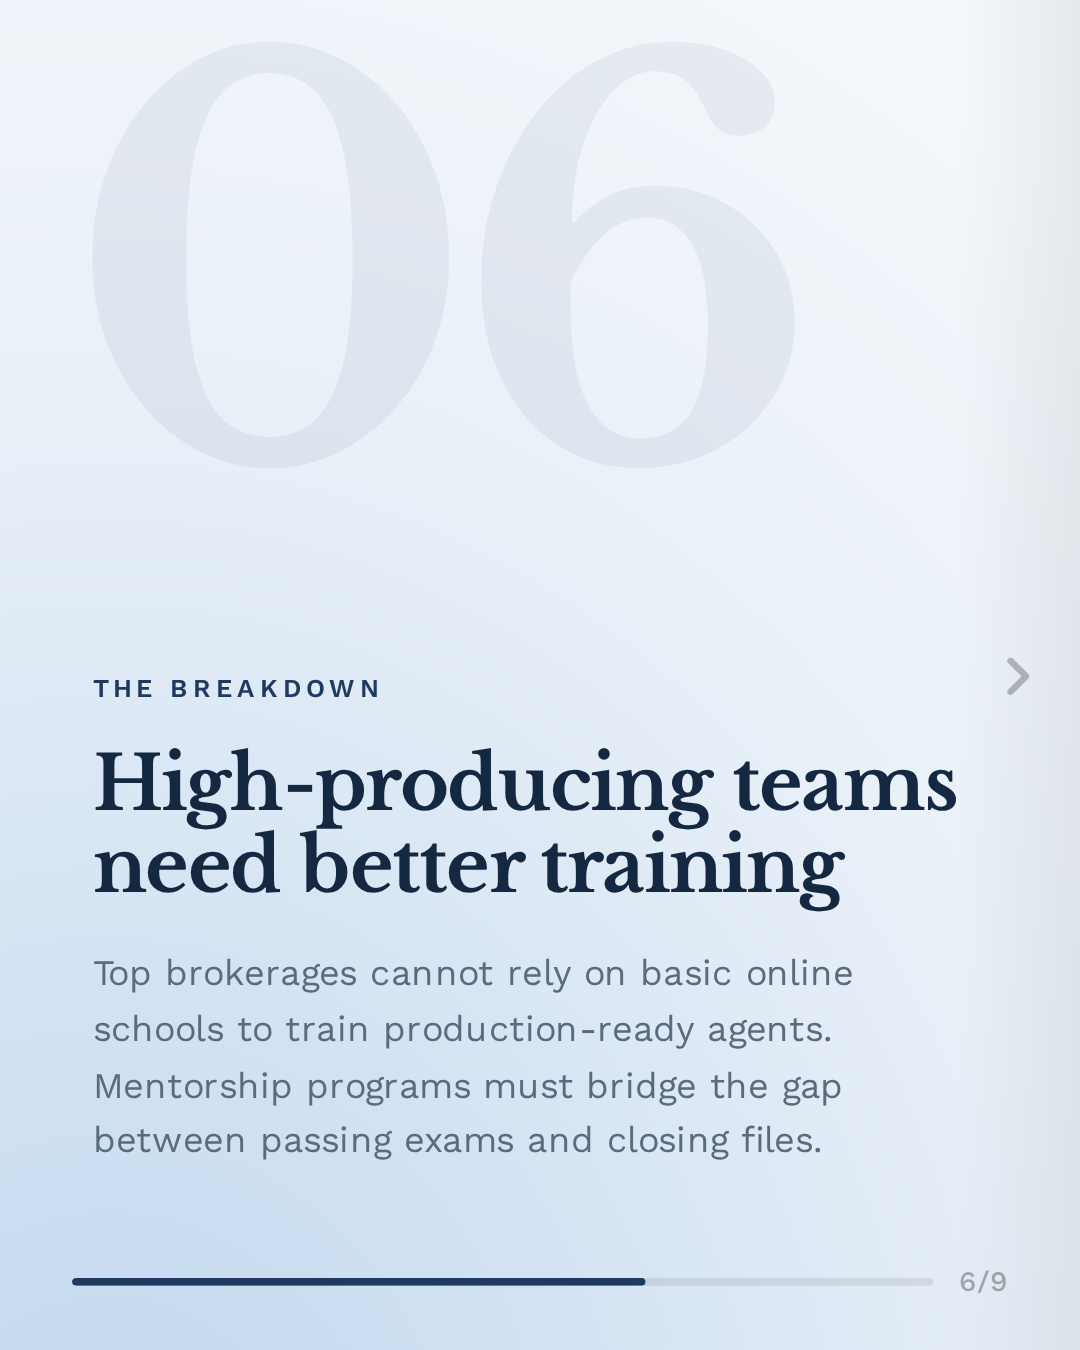 06
THE BREAKDOWN
High-producing teams
need better training
Top brokerages cannot rely on basic online
schools to train production-ready agents.
Mentorship programs must bridge the gap
between passing exams and closing files.
6/9